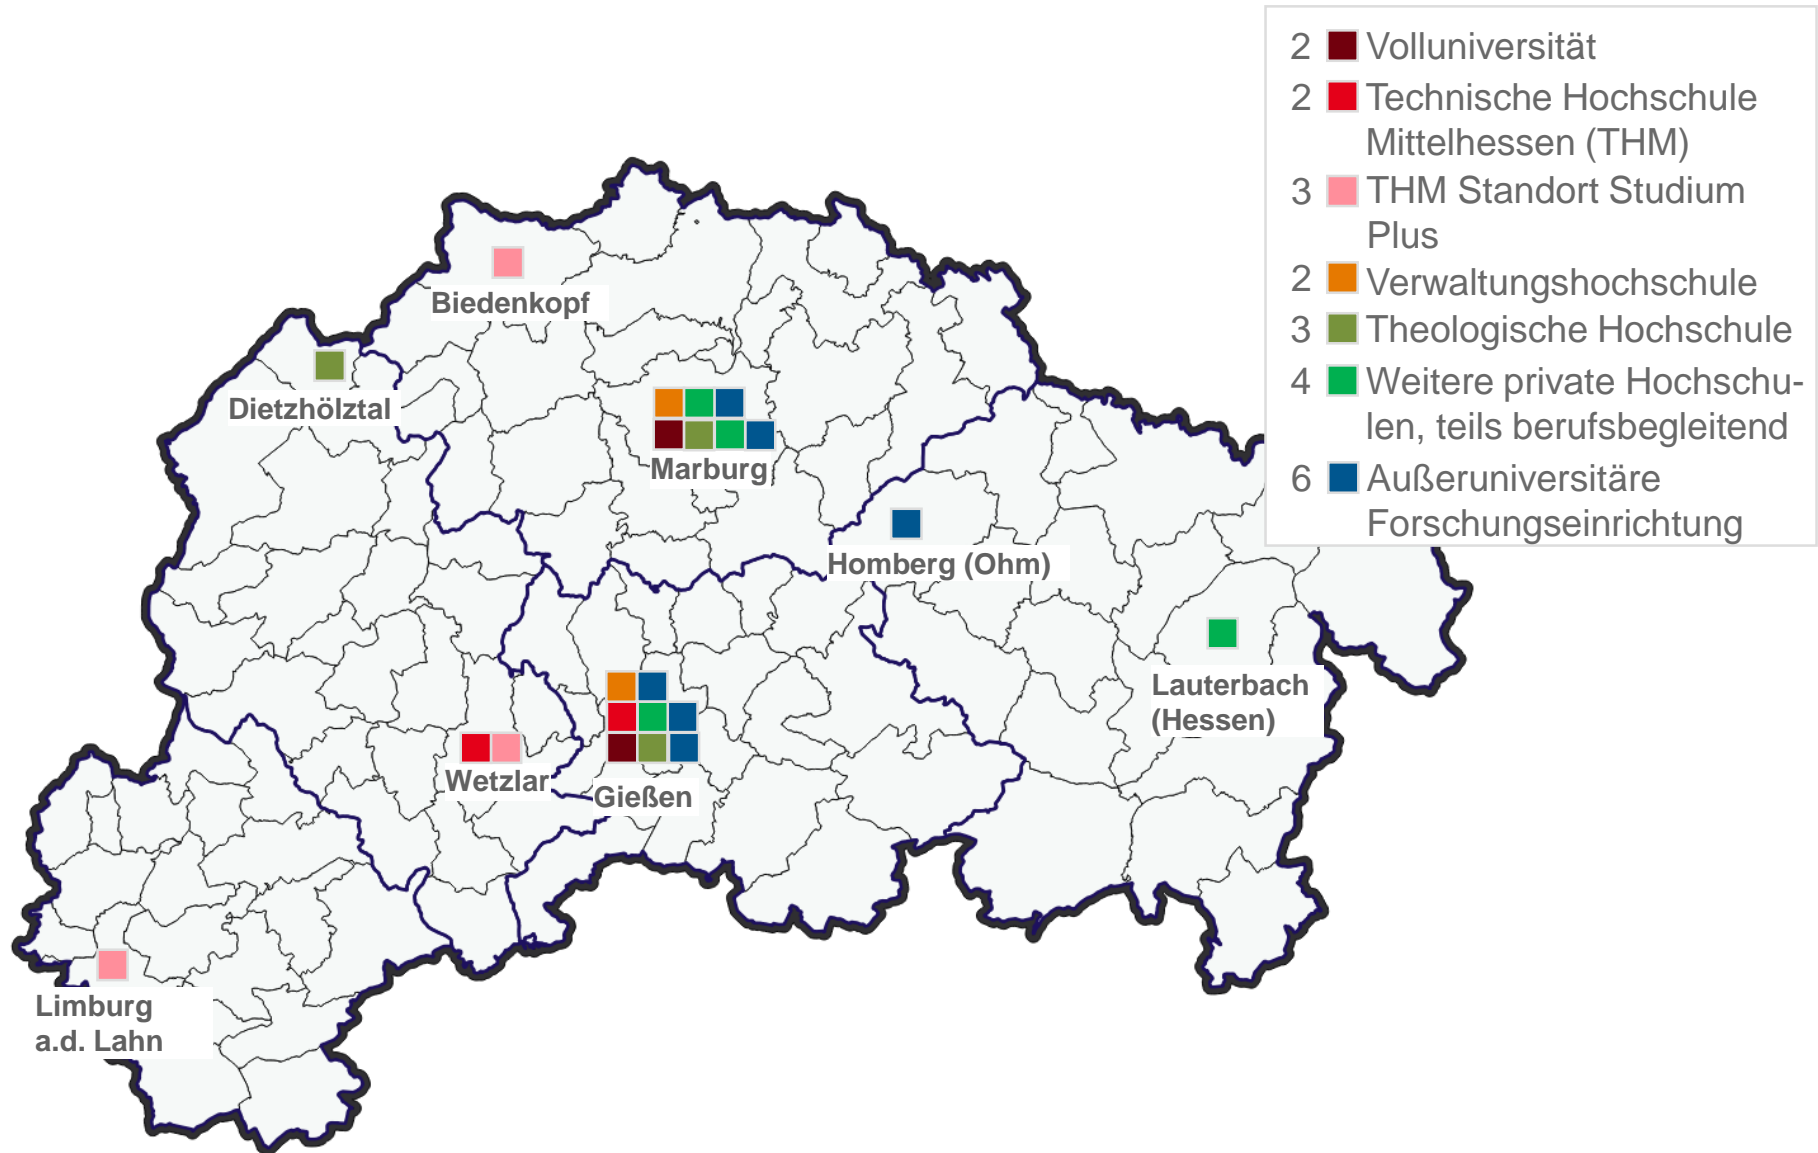 2 Volluniversität
2 Technische Hochschule
Mittelhessen (THM)
3 THM Standort Studium
Plus
2 Verwaltungshochschule
3 Theologische Hochschule
4 Weitere private Hochschu-
len, teils berufsbegleitend
6 Außeruniversitäre
Forschungseinrichtung
Biedenkopf
Dietzhölztal
Marburg
Homberg (Ohm)
Lauterbach
(Hessen)
Wetzlar
Gießen
Limburg
a.d. Lahn